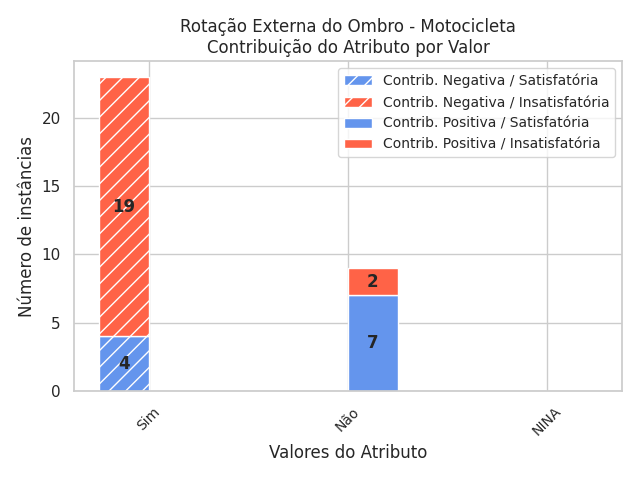 Rotação Externa do Ombro - Motocicleta
Contribuição do Atributo por Valor
Contrib. Negativa / Satisfatória
Contrib. Negativa / Insatisfatória
Contrib. Positiva / Satisfatória
Contrib. Positiva / Insatisfatória
Número de instâncias
20
15
10
5
0
19
4
2
7
Sim
Não
NINA
Valores do Atributo